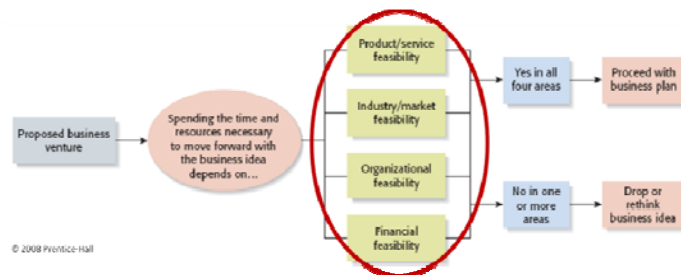 Proposed business
venture
Spending the time and
resources necessary
to move forward with
the business idea
depends on...
Product/service
feasibility
Industry/market
feasibility
Organizational
feasibility
Financial
feasibility
Yes in all
four areas
Proceed with
business plan
No in one
or more
areas
Drop or
rethink
business idea
© 2008 Prentice-Hall